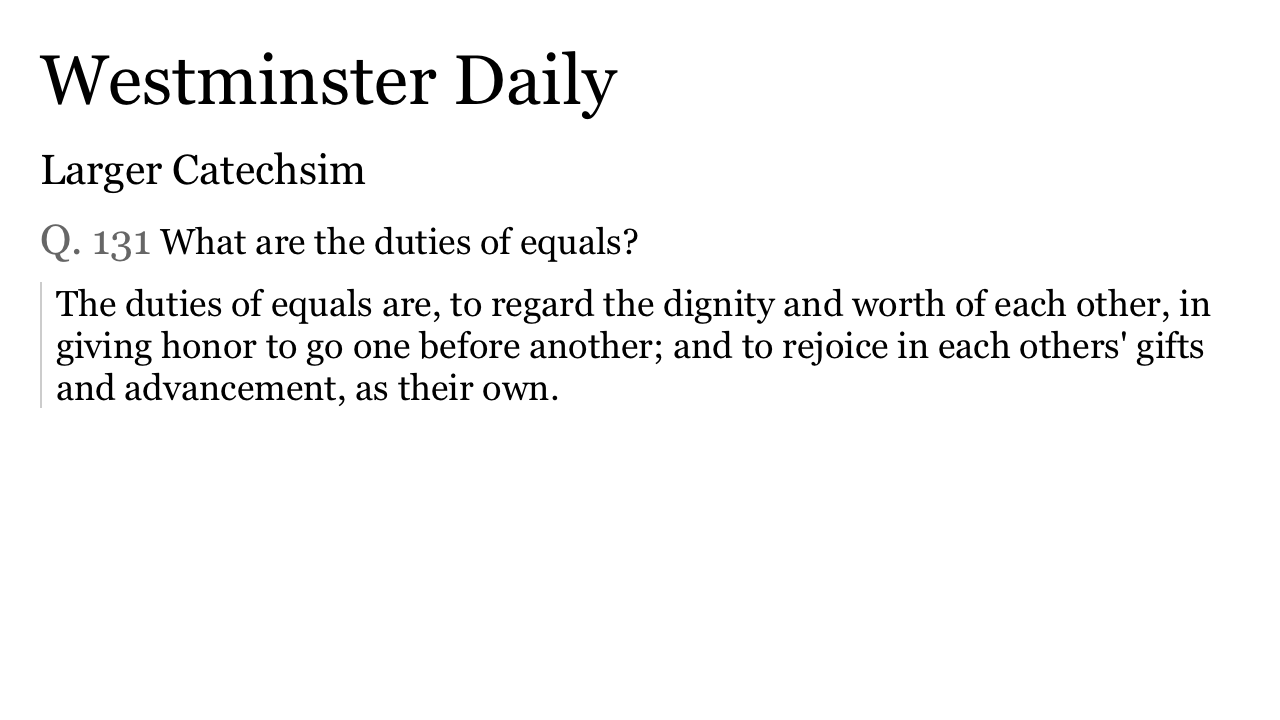 Westminster Daily
Larger Catechsim
Q. 131 What are the duties of equals?
The duties of equals are, to regard the dignity and worth of each other, in
giving honor to go one before another; and to rejoice in each others' gifts
and advancement, as their own.